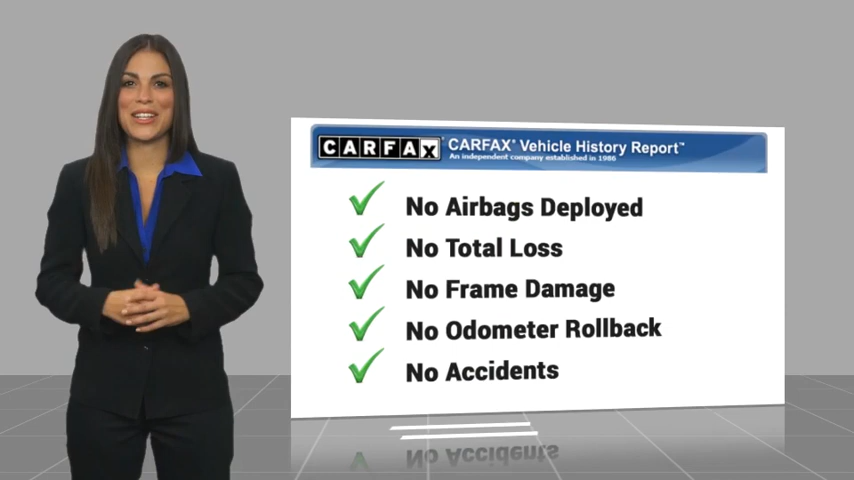 CARFAX® CARFAX® Vehicle History Report™
An independent company established in 1986
No Airbags Deployed
No Total Loss
No Frame Damage
No Odometer Rollback
No Accidents
No Accidents